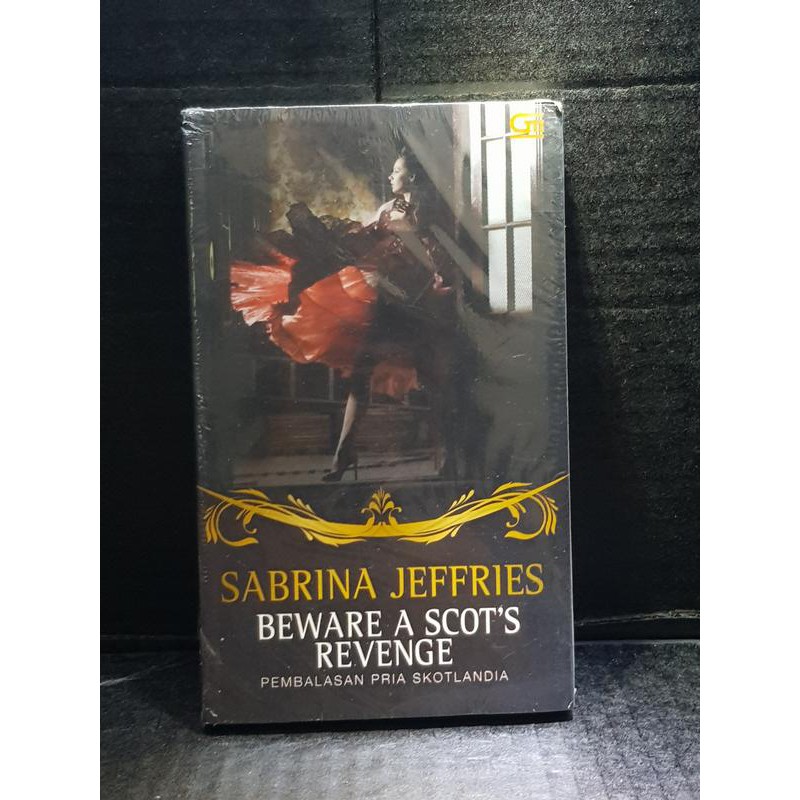 SABRINA JEFFRIES
BEWARE A SCOT'S
REVENGE
PEMBALASAN PRIA SKOTLANDIA